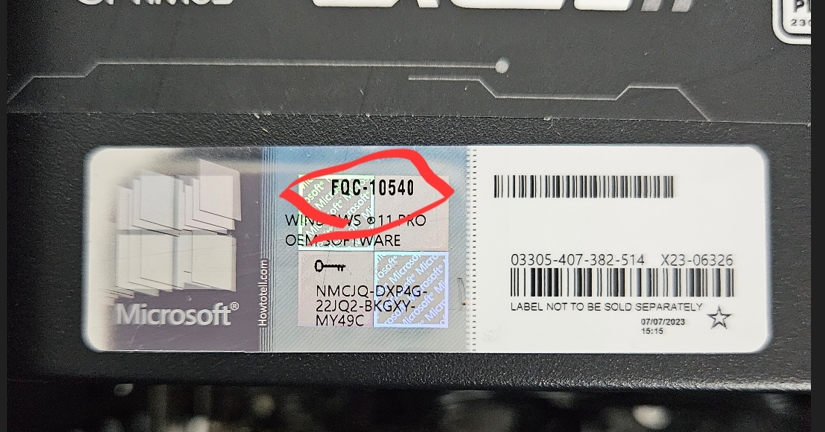 FQC-10540
WINDOWS ® 11 PRO
OEM SOFTWARE
NMCJQ-DXP4G-
22JQ2-BKGXY-
MY49C
Microsoft®
Howtotell.com
03305-407-382-514 X23-06326
LABEL NOT TO BE SOLD SEPARATELY
07/07/2023
15:15